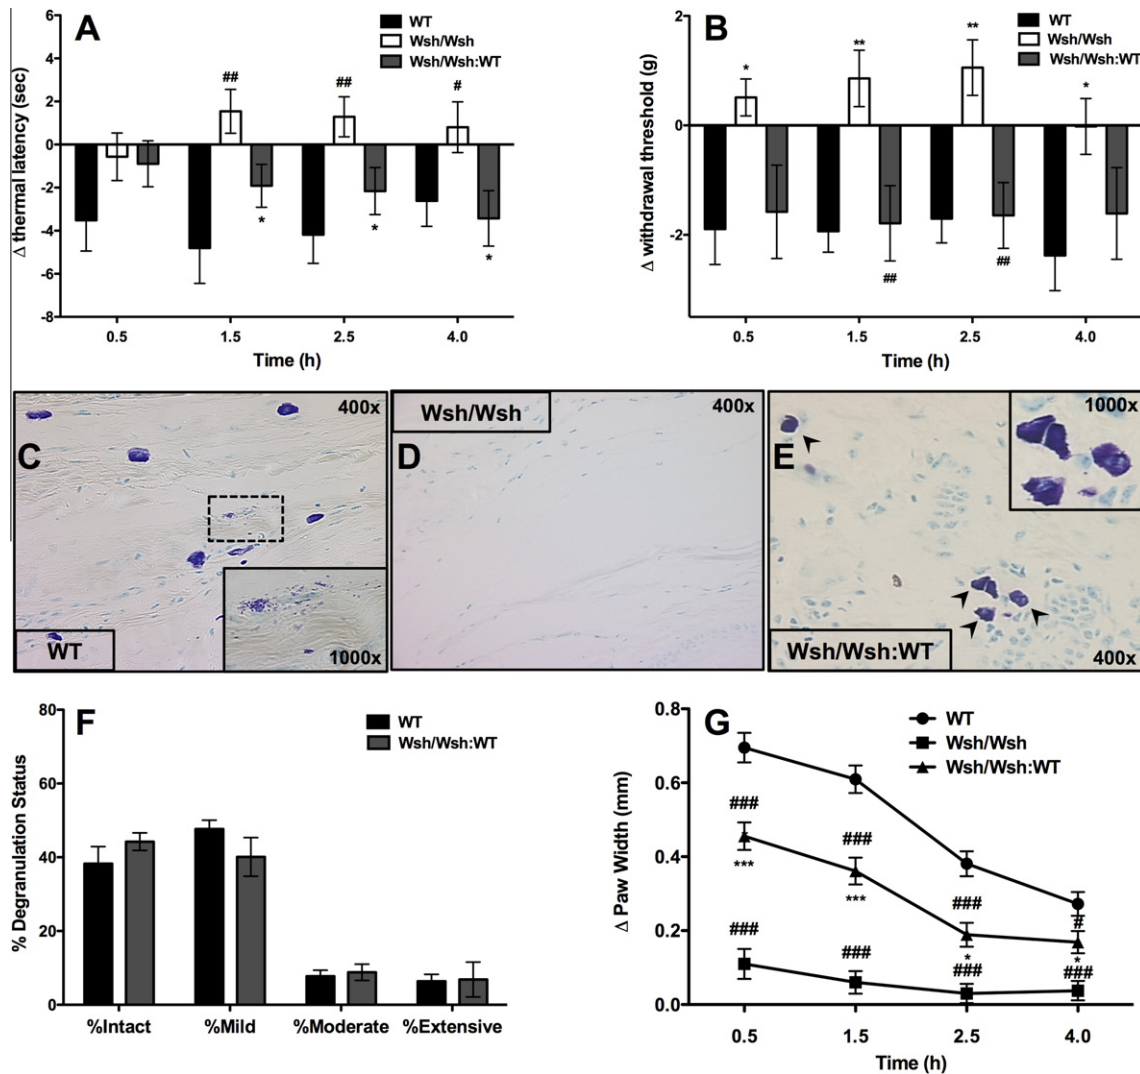 A
WT
Wsh/Wsh
Wsh/Wsh:WT
Δ thermal latency (sec)
6
4
2
0
-2
-4
-6
-8
## ## #
* * *
0.5 1.5 2.5 4.0
Time (h)
B
WT
Wsh/Wsh
Wsh/Wsh:WT
Δ withdrawal threshold (g)
2
0
-2
* ** ** *
## ##
0.5 1.5 2.5 4.0
Time (h)
400x
C
WT
1000x
Wsh/Wsh
400x
D
1000x
E
Wsh/Wsh:WT
400x
F
WT
Wsh/Wsh:WT
% Degranulation Status
80
60
40
20
0
%Intact %Mild %Moderate %Extensive
G
WT
Wsh/Wsh
Wsh/Wsh:WT
Δ Paw Width (mm)
0.8
0.6
0.4
0.2
0.0
### ### ### #
*** *** * *
### ### ### ###
0.5 1.5 2.5 4.0
Time (h)